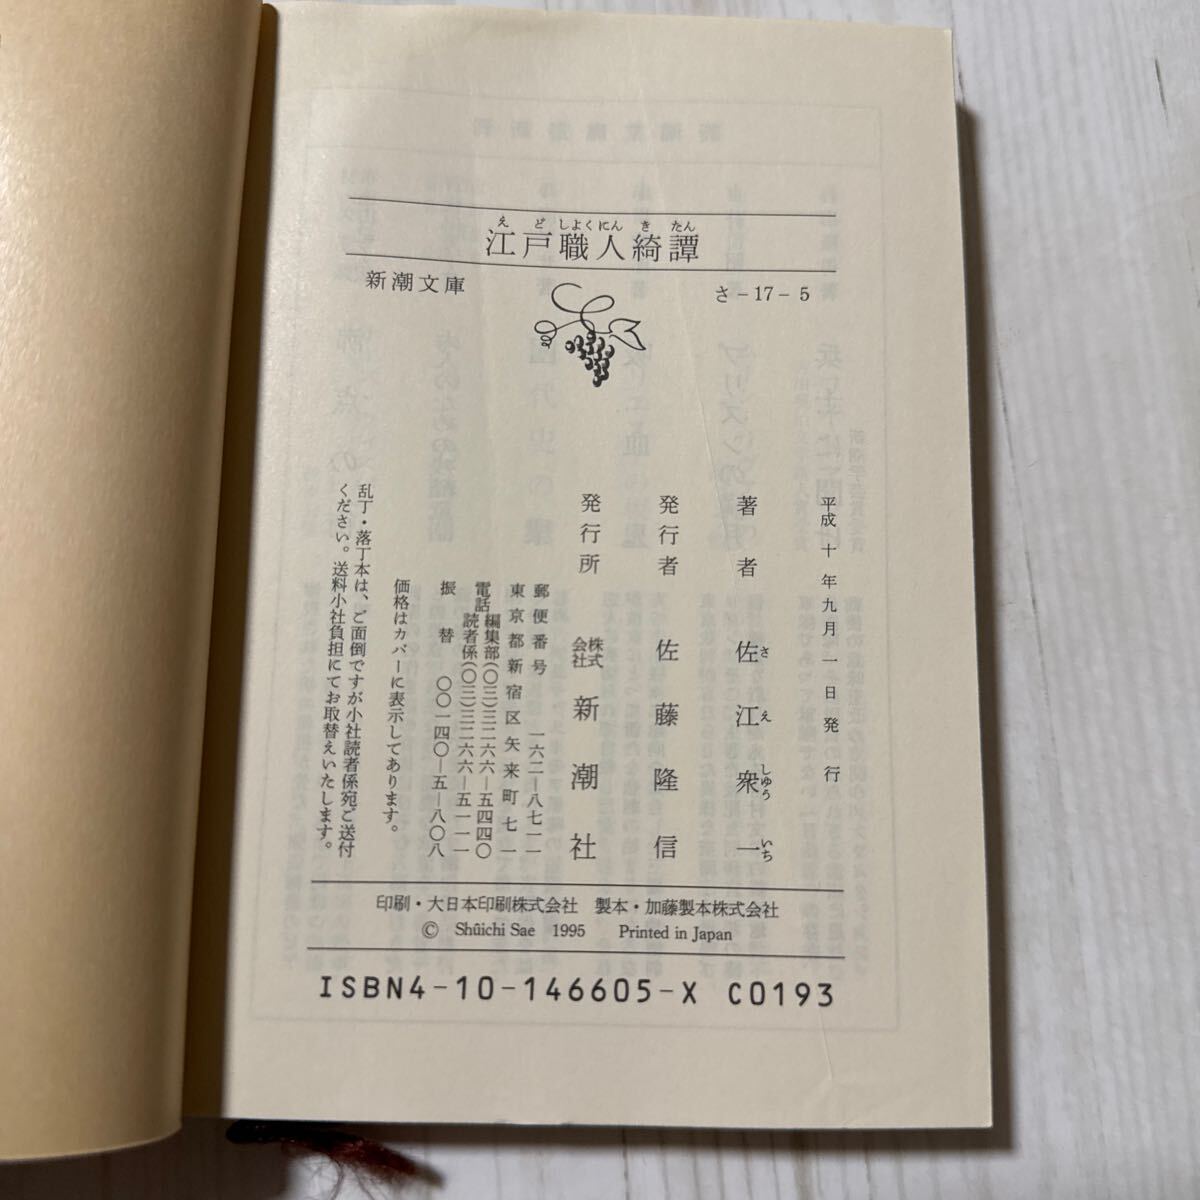 えどしよくにんきたん
江戸職人綺譚
新潮文庫
さ-17-5
平成十年九月一日発行
著者 佐江衆一
さえしゆういち
発行者 佐藤隆信
発行所 株式会社 新潮社
郵便番号 一六二―八七一一
東京都新宿区矢来町七一
電話 編集部(〇三)三二六六―五四四〇
読者係(〇三)三二六六―五一一一
振替 〇〇一四〇―五―八〇八
価格はカバーに表示してあります。
乱丁・落丁本は、ご面倒ですが小社読者係宛ご送付
ください。送料小社負担にてお取替えいたします。
印刷・大日本印刷株式会社 製本・加藤製本株式会社
© Shûichi Sae 1995 Printed in Japan
ISBN4-10-146605-X C0193